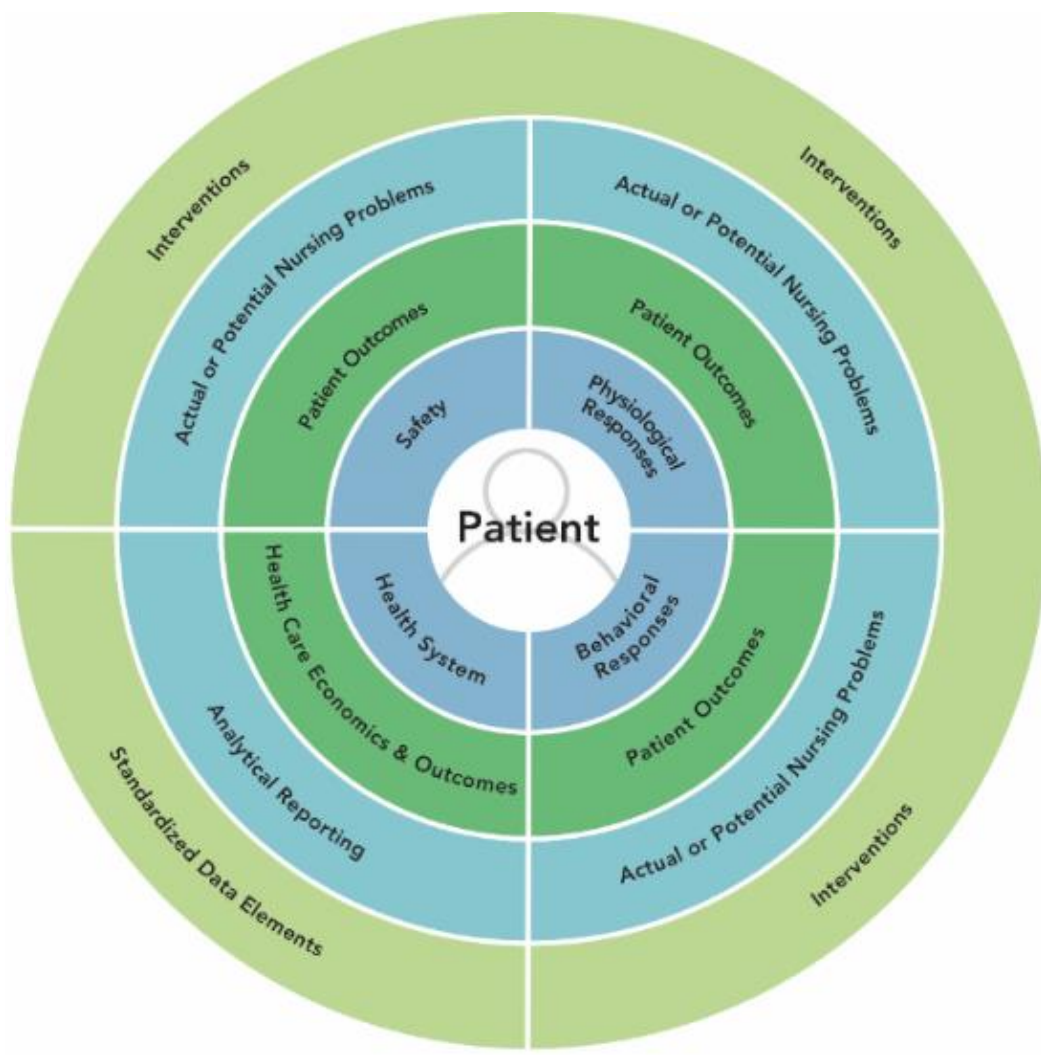 Interventions
Interventions
Actual or Potential Nursing Problems
Actual or Potential Nursing Problems
Patient Outcomes
Patient Outcomes
Safety
Physiological
Responses
Patient
Health System
Behavioral
Responses
Health Care Economics & Outcomes
Patient Outcomes
Analytical Reporting
Actual or Potential Nursing Problems
Standardized Data Elements
Interventions